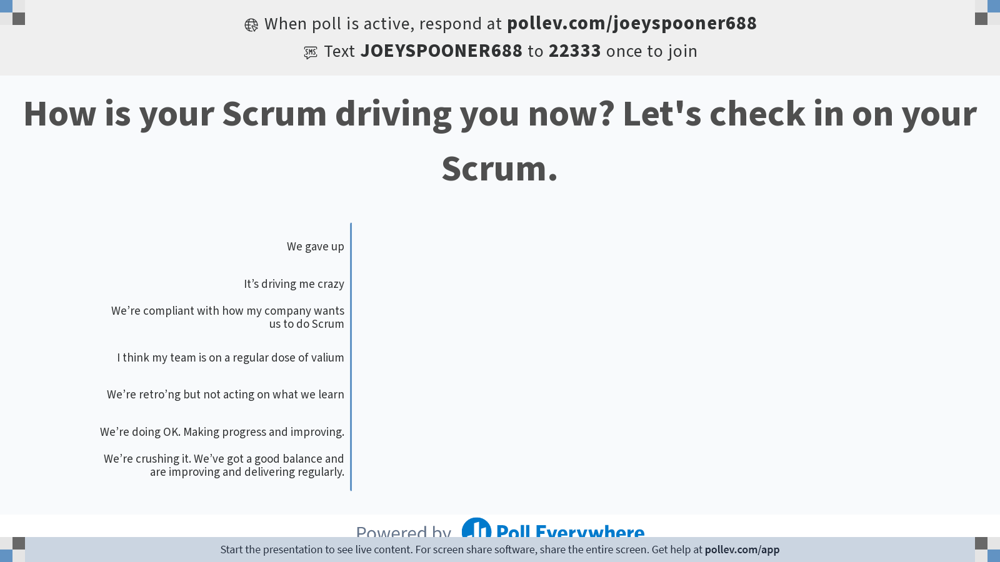 When poll is active, respond at pollev.com/joeyspooner688
SMS Text JOEYSPOONER688 to 22333 once to join
How is your Scrum driving you now? Let's check in on your
Scrum.
We gave up
It’s driving me crazy
We’re compliant with how my company wants
us to do Scrum
I think my team is on a regular dose of valium
We’re retro’ng but not acting on what we learn
We’re doing OK. Making progress and improving.
We’re crushing it. We’ve got a good balance and
are improving and delivering regularly.
Powered by Poll Everywhere
Start the presentation to see live content. For screen share software, share the entire screen. Get help at pollev.com/app